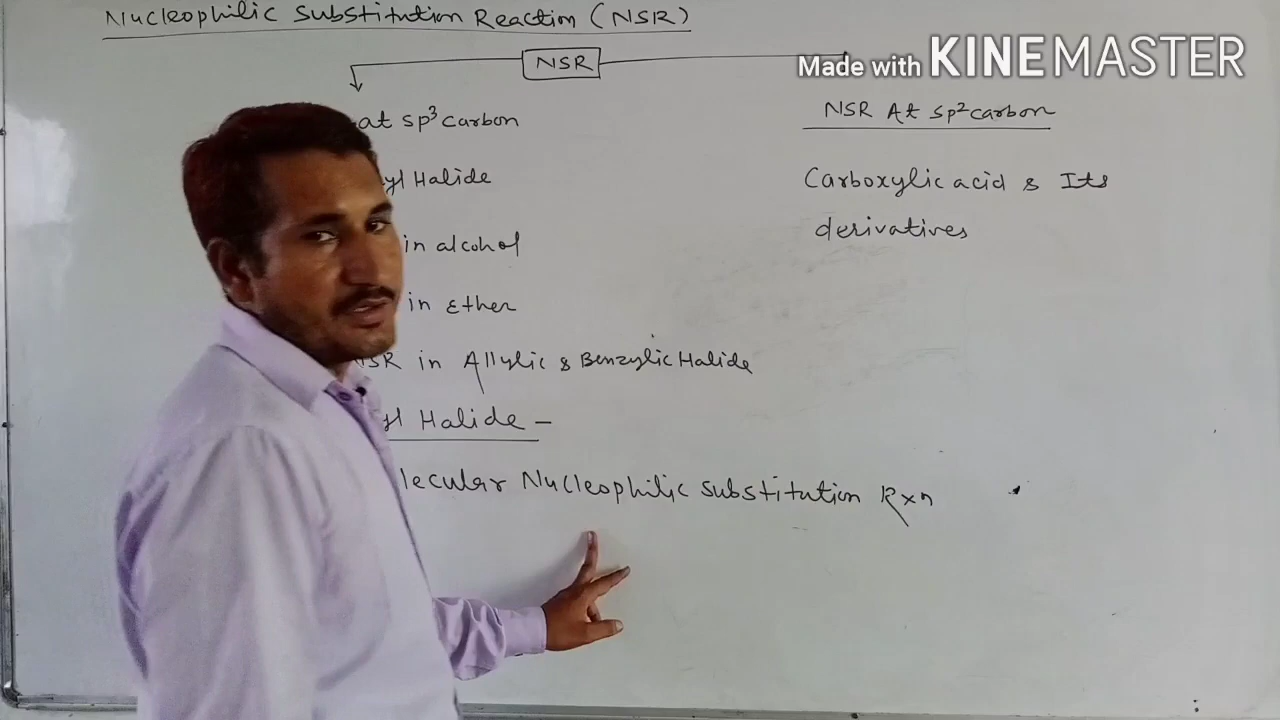 Nucleophilic Substitution Reaction (NSR)
NSR
Made with KINEMASTER
at sp³ carbon
NSR At sp² carbon
yl Halide
Carboxylic acid & Its
derivatives
in alcohol
in Ether
NSR in Allylic & Benzylic Halide
yl Halide -
lecular Nucleophilic substitution Rxn